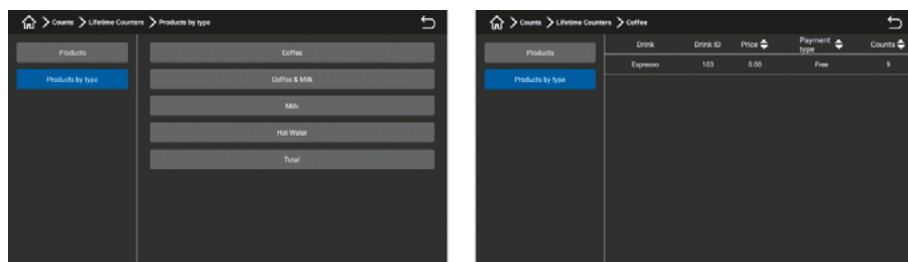 Counts > Lifetime Counters > Products by type
Products
Products by type
Coffee
Coffee & Milk
Milk
Hot Water
Total
Counts > Lifetime Counters > Coffee
Products
Products by type
Drink Drink ID Price Payment type Counts
Espresso 103 0.00 Free 9